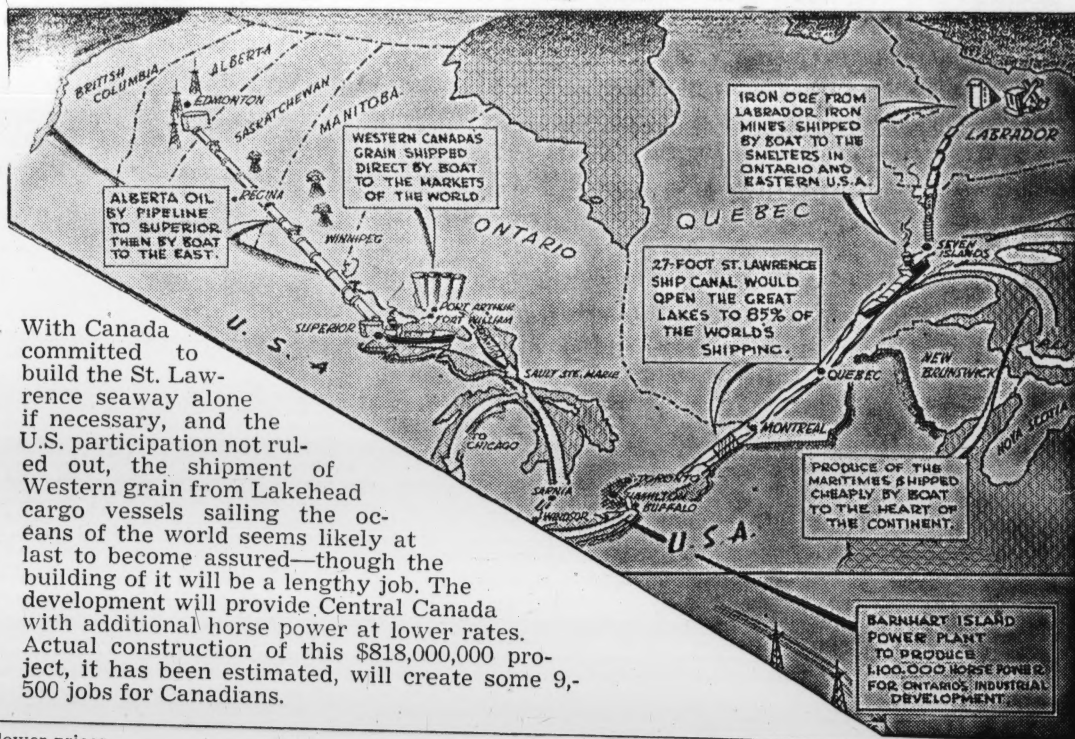 BRITISH
COLUMBIA
ALBERTA
EDMONTON
SASKATCHEWAN
MANITOBA
WESTERN CANADAS
GRAIN SHIPPED
DIRECT BY BOAT
TO THE MARKETS
OF THE WORLD.
IRON ORE FROM
LABRADOR IRON
MINES SHIPPED
BY BOAT TO THE
SMELTERS IN
ONTARIO AND
EASTERN U.S.A.
LABRADOR
ALBERTA OIL
BY PIPELINE
TO SUPERIOR
THEN BY BOAT
TO THE EAST.
REGINA
WINNIPEG
ONTARIO
QUEBEC
SEVEN
ISLANDS
27-FOOT ST. LAWRENCE
SHIP CANAL WOULD
OPEN THE GREAT
LAKES TO 85% OF
THE WORLD'S
SHIPPING.
PORT ARTHUR
FORT WILLIAM
SUPERIOR
U.S.A
SAULT STE. MARIE
QUEBEC
NEW
BRUNSWICK
P.E.I.
NOVA SCOTIA
TO
CHICAGO
MONTREAL
SARNIA
WINDSOR
TORONTO
HAMILTON
BUFFALO
U.S.A.
PRODUCE OF THE
MARITIMES SHIPPED
CHEAPLY BY BOAT
TO THE HEART OF
THE CONTINENT.
BARNHART ISLAND
POWER PLANT
TO PRODUCE
1,100,000 HORSE POWER
FOR ONTARIO'S INDUSTRIAL
DEVELOPMENT.
With Canada
committed to
build the St. Law-
rence seaway alone
if necessary, and the
U.S. participation not rul-
ed out, the shipment of
Western grain from Lakehead
cargo vessels sailing the oc-
eans of the world seems likely at
last to become assured—though the
building of it will be a lengthy job. The
development will provide Central Canada
with additional horse power at lower rates.
Actual construction of this $818,000,000 pro-
ject, it has been estimated, will create some 9,-
500 jobs for Canadians.